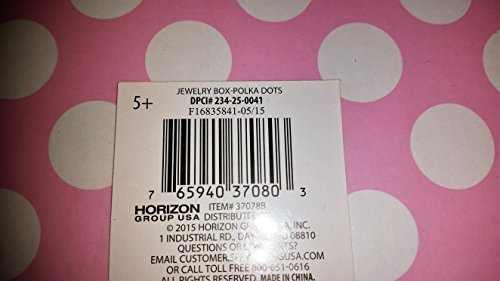 JEWELRY BOX-POLKA DOTS
5+
DPCI# 234-25-0041
F16835841-05/15
7 65940 37080 3
HORIZON
GROUP USA
ITEM# 37078B
© 2015 HORIZON INC.
1 INDUSTRIAL RD., 08810
QUESTIONS OR
EMAIL
OR CALL TOLL FREE 0616
ALL RIGHTS RESERVED. MADE IN CHINA.